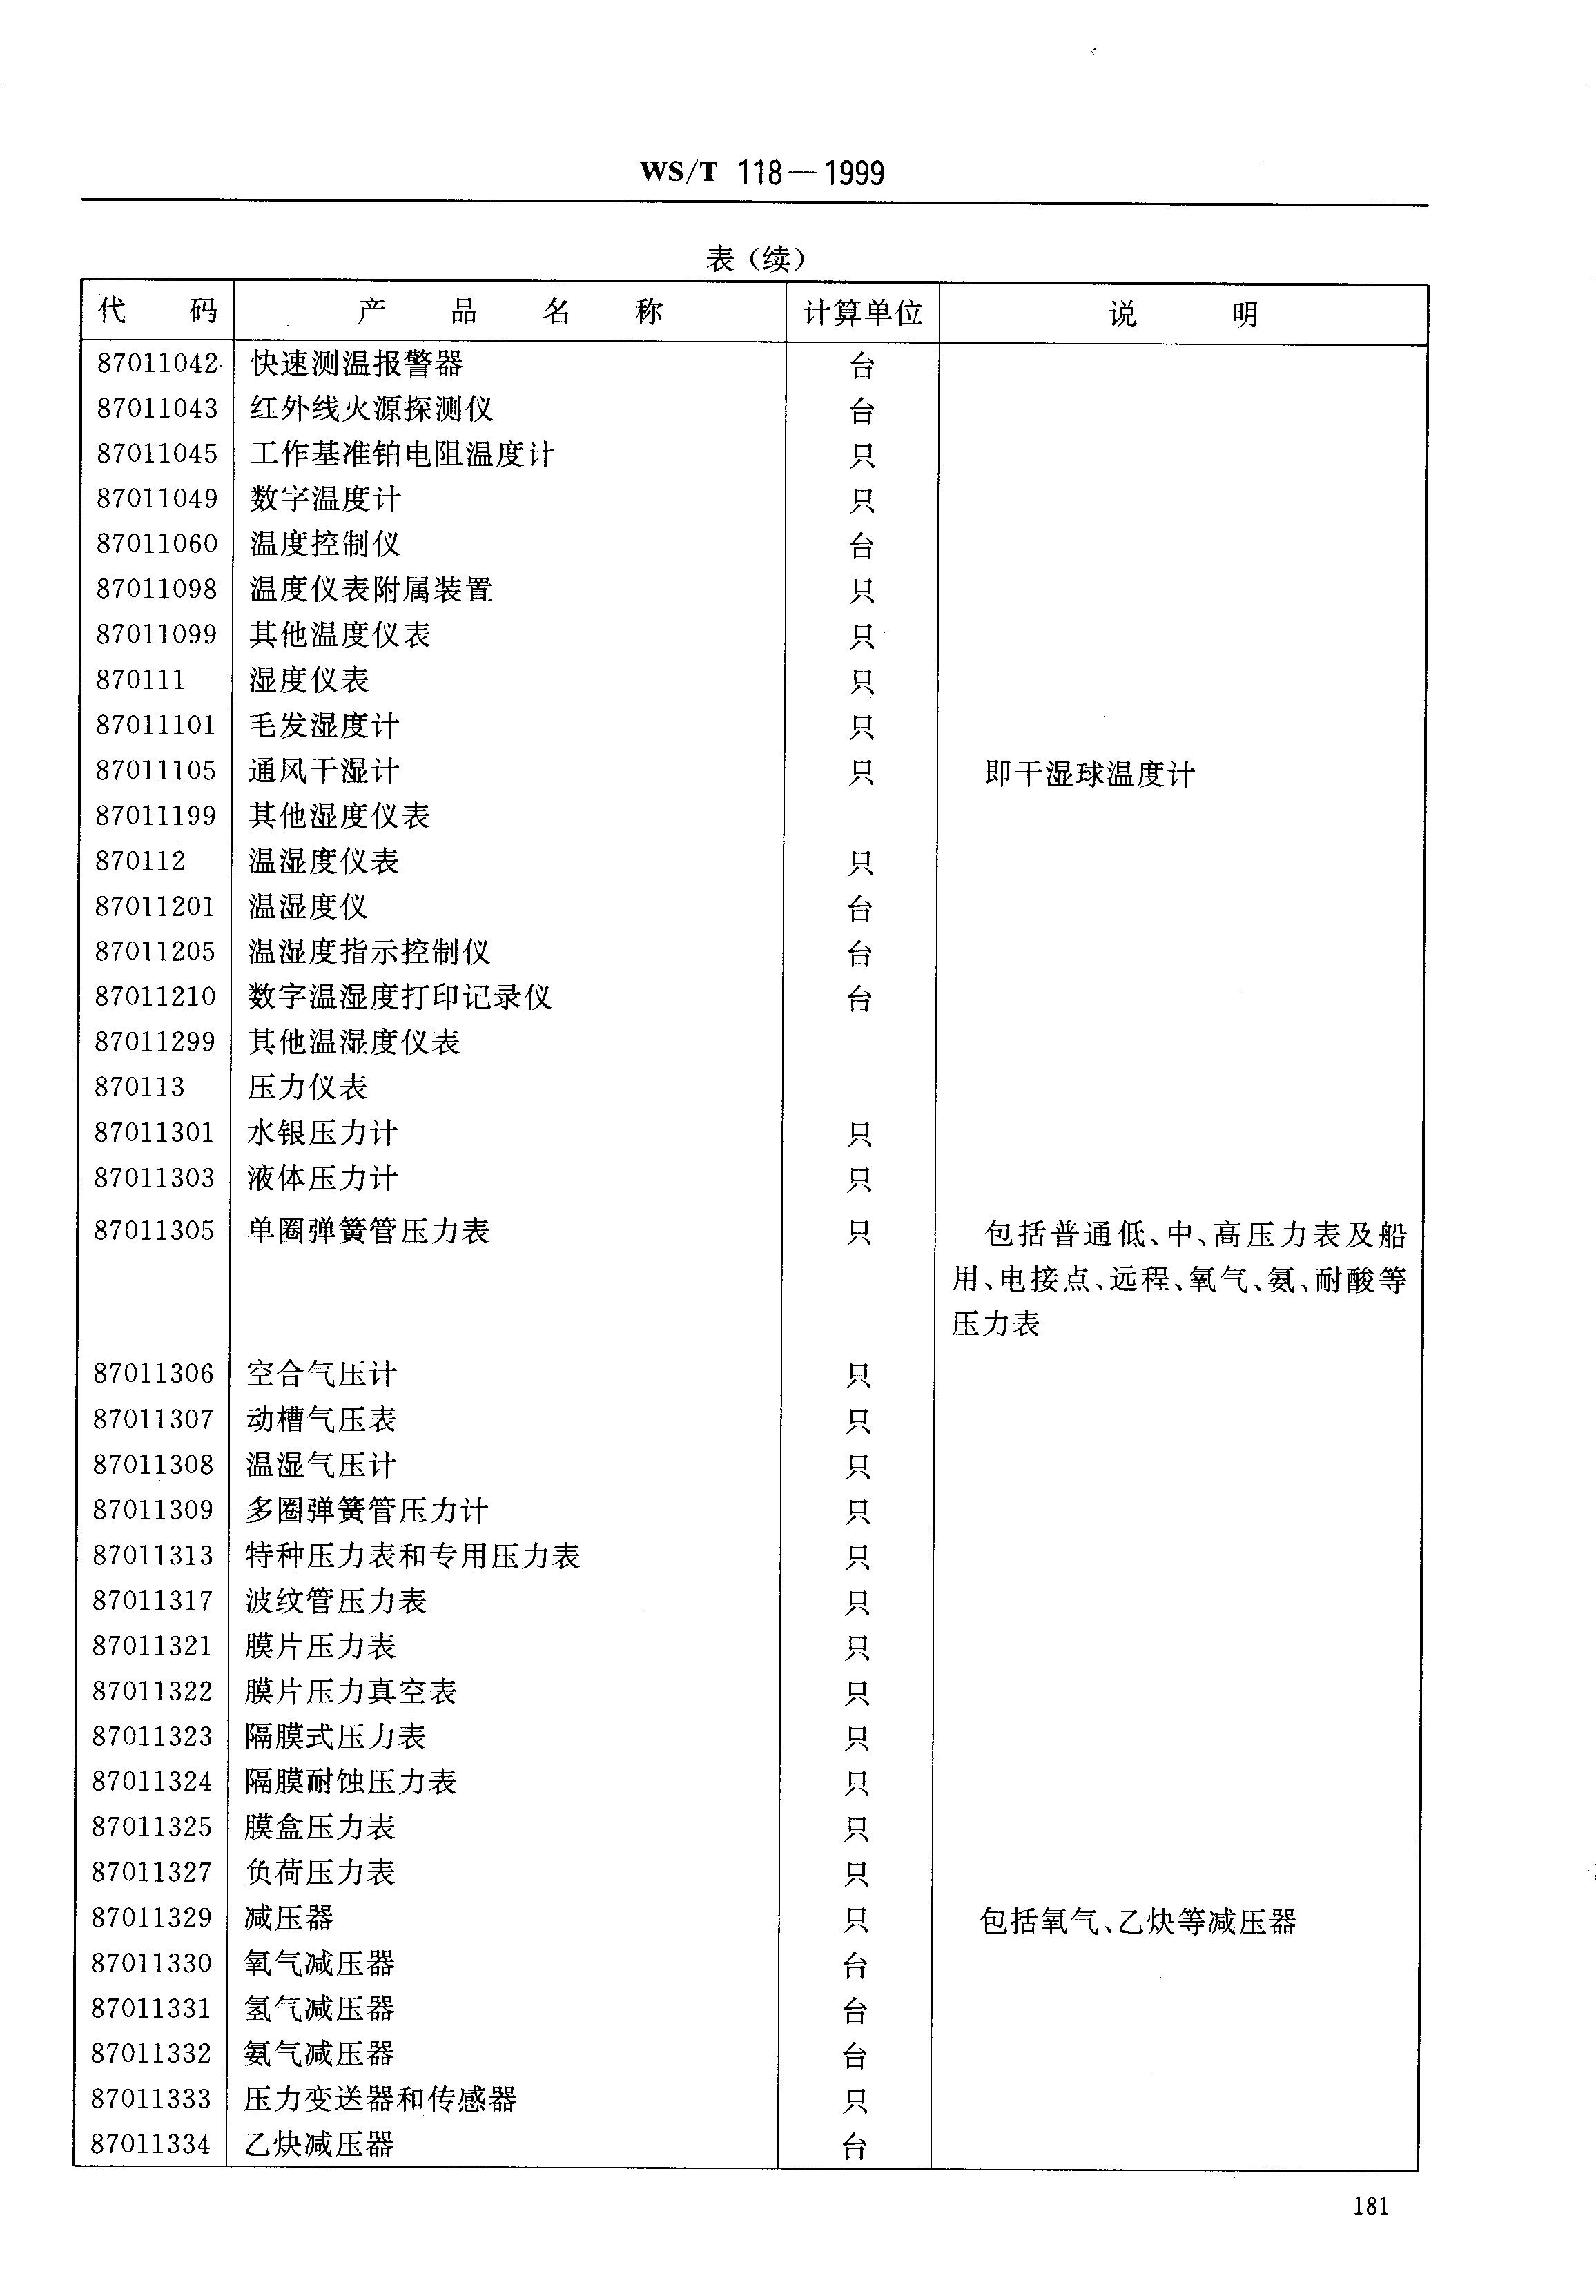 WS/T 118—1999
表（续）
代 码 产 品 名 称 计算单位 说 明
87011042 快速测温报警器 台
87011043 红外线火源探测仪 台
87011045 工作基准铂电阻温度计 只
87011049 数字温度计 只
87011060 温度控制仪 台
87011098 温度仪表附属装置 只
87011099 其他温度仪表 只
870111 湿度仪表 只
87011101 毛发湿度计 只
87011105 通风干湿计 只 即干湿球温度计
87011199 其他湿度仪表
870112 温湿度仪表 只
87011201 温湿度仪 台
87011205 温湿度指示控制仪 台
87011210 数字温湿度打印记录仪 台
87011299 其他温湿度仪表
870113 压力仪表
87011301 水银压力计 只
87011303 液体压力计 只
87011305 单圈弹簧管压力表 只 包括普通低、中、高压力表及船
用、电接点、远程、氧气、氨、耐酸等
压力表
87011306 空合气压计 只
87011307 动槽气压表 只
87011308 温湿气压计 只
87011309 多圈弹簧管压力计 只
87011313 特种压力表和专用压力表 只
87011317 波纹管压力表 只
87011321 膜片压力表 只
87011322 膜片压力真空表 只
87011323 隔膜式压力表 只
87011324 隔膜耐蚀压力表 只
87011325 膜盒压力表 只
87011327 负荷压力表 只
87011329 减压器 只 包括氧气、乙炔等减压器
87011330 氧气减压器 台
87011331 氢气减压器 台
87011332 氨气减压器 台
87011333 压力变送器和传感器 只
87011334 乙炔减压器 台
181